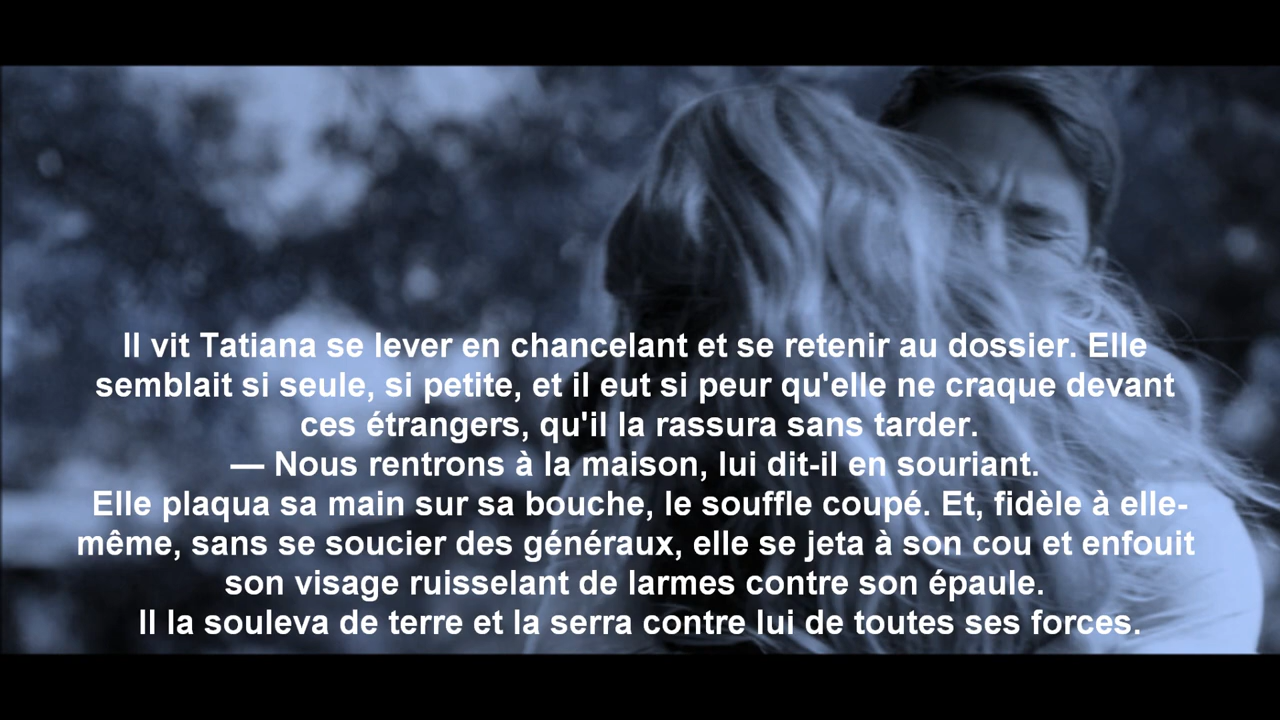 Il vit Tatiana se lever en chancelant et se retenir au dossier. Elle
semblait si seule, si petite, et il eut si peur qu'elle ne craque devant
ces étrangers, qu'il la rassura sans tarder.
— Nous rentrons à la maison, lui dit-il en souriant.
Elle plaqua sa main sur sa bouche, le souffle coupé. Et, fidèle à elle-
même, sans se soucier des généraux, elle se jeta à son cou et enfouit
son visage ruisselant de larmes contre son épaule.
Il la souleva de terre et la serra contre lui de toutes ses forces.